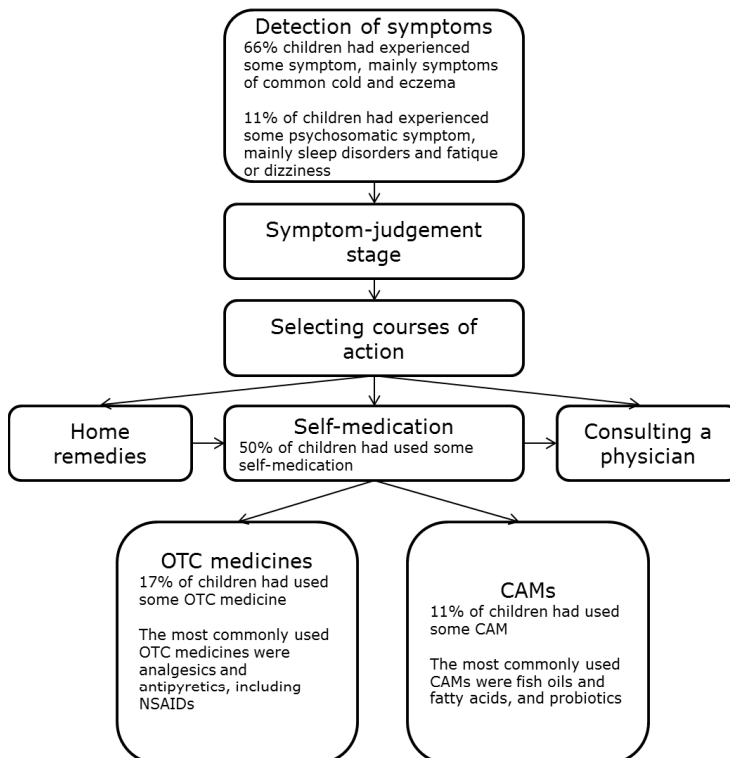 Detection of symptoms
66% children had experienced
some symptom, mainly symptoms
of common cold and eczema
11% of children had experienced
some psychosomatic symptom,
mainly sleep disorders and fatique
or dizziness
Symptom-judgement
stage
Selecting courses of
action
Home
remedies
Self-medication
50% of children had used some
self-medication
Consulting a
physician
OTC medicines
17% of children had used
some OTC medicine
The most commonly used
OTC medicines were
analgesics and
antipyretics, including
NSAIDs
CAMs
11% of children had used
some CAM
The most commonly used
CAMs were fish oils and
fatty acids, and probiotics